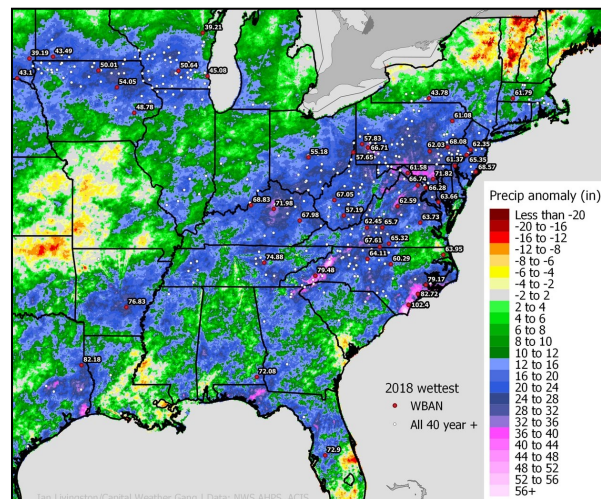 39.21
39.19
43.49
43.1
50.01
50.64
45.08
54.05
48.78
43.78
61.79
61.08
57.83
66.71
57.65
55.18
62.03
68.08
62.35
61.37
65.35
68.57
61.58
66.74
71.82
66.28
63.66
68.83
71.98
67.05
57.19
62.59
67.98
62.45
65.7
63.73
67.61
65.32
64.11
60.29
63.95
74.88
79.48
79.17
82.72
102.4
76.83
82.18
72.08
72.9
Precip anomaly (in)
Less than -20
-20 to -16
-16 to -12
-12 to -8
-8 to -6
-6 to -4
-4 to -2
-2 to 2
2 to 4
4 to 6
6 to 8
8 to 10
10 to 12
12 to 16
16 to 20
20 to 24
24 to 28
28 to 32
32 to 36
36 to 40
40 to 44
44 to 48
48 to 52
52 to 56
56+
2018 wettest
WBAN
All 40 year +
Ian Livingston/Capital Weather Gang | Data: NWS AHPS, ACIS